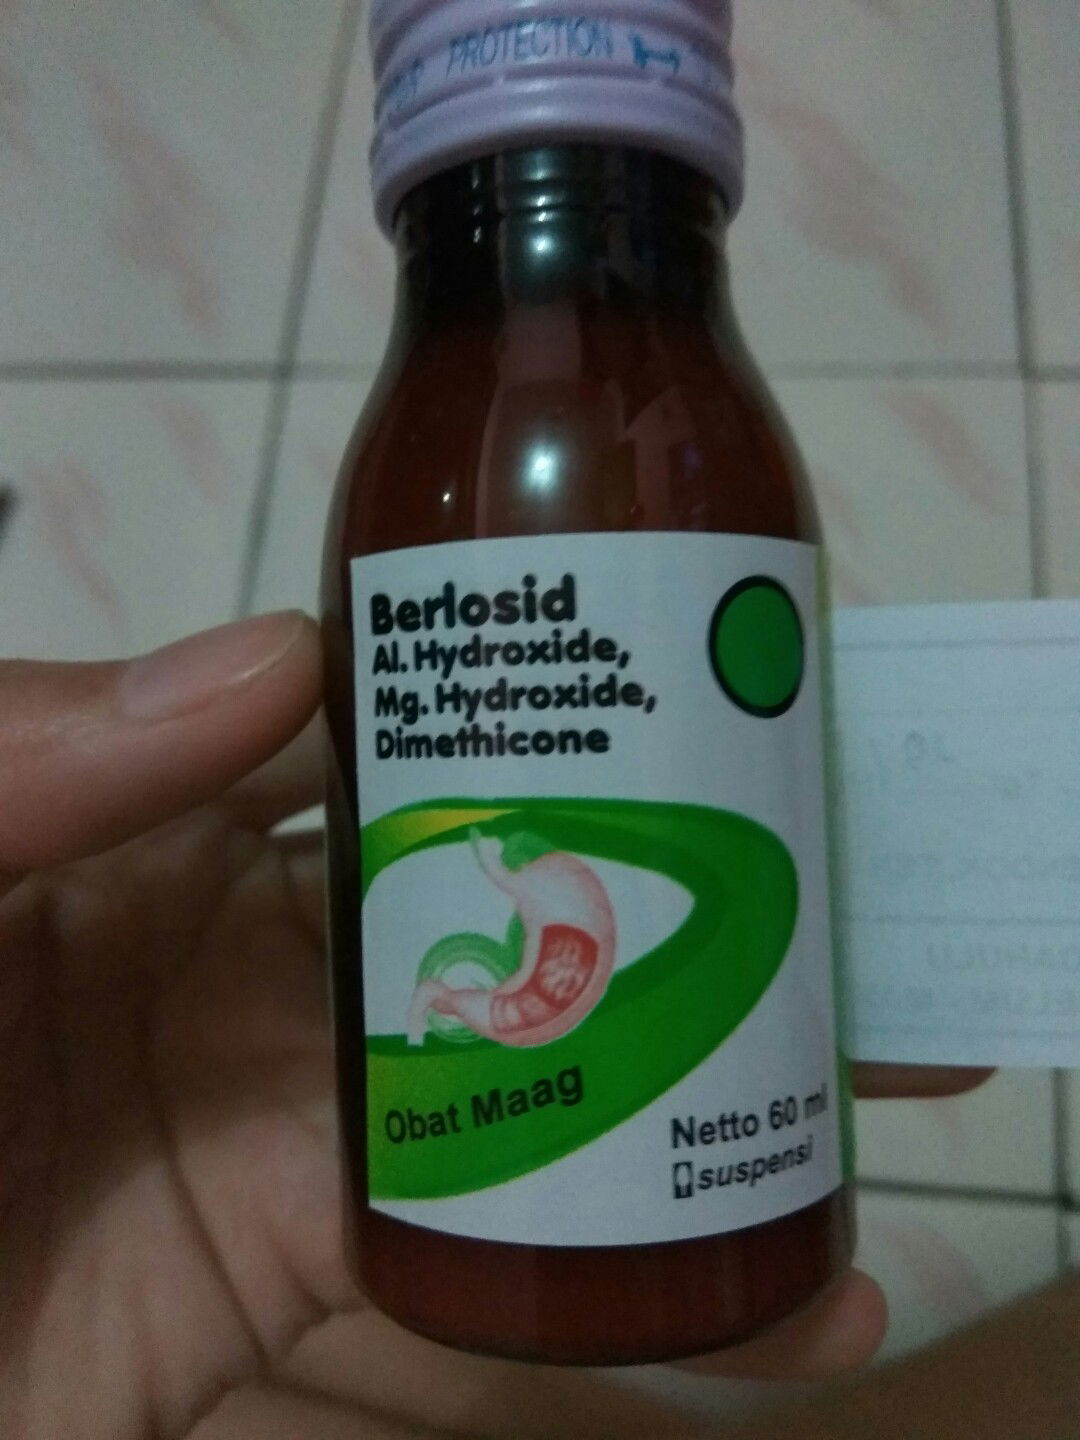 PROTECTION
Berlosid
Al. Hydroxide,
Mg. Hydroxide,
Dimethicone
Obat Maag
Netto 60 ml
suspensi